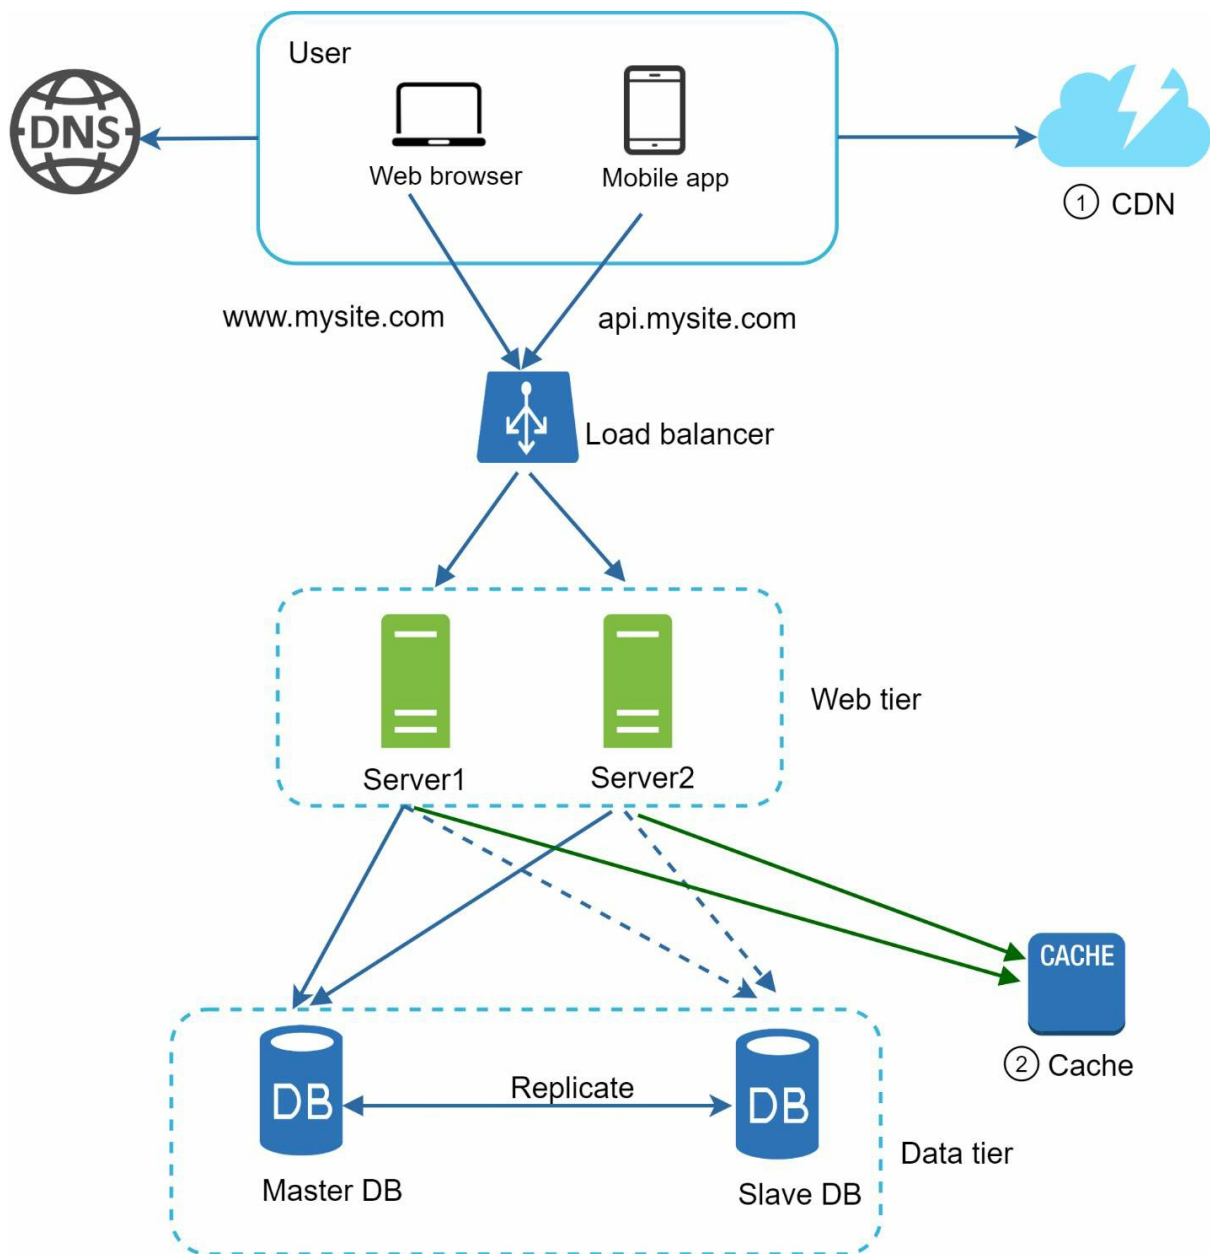 User
DNS
Web browser
Mobile app
1 CDN
www.mysite.com
api.mysite.com
Load balancer
Web tier
Server1
Server2
CACHE
2 Cache
Replicate
DB
DB
Data tier
Master DB
Slave DB